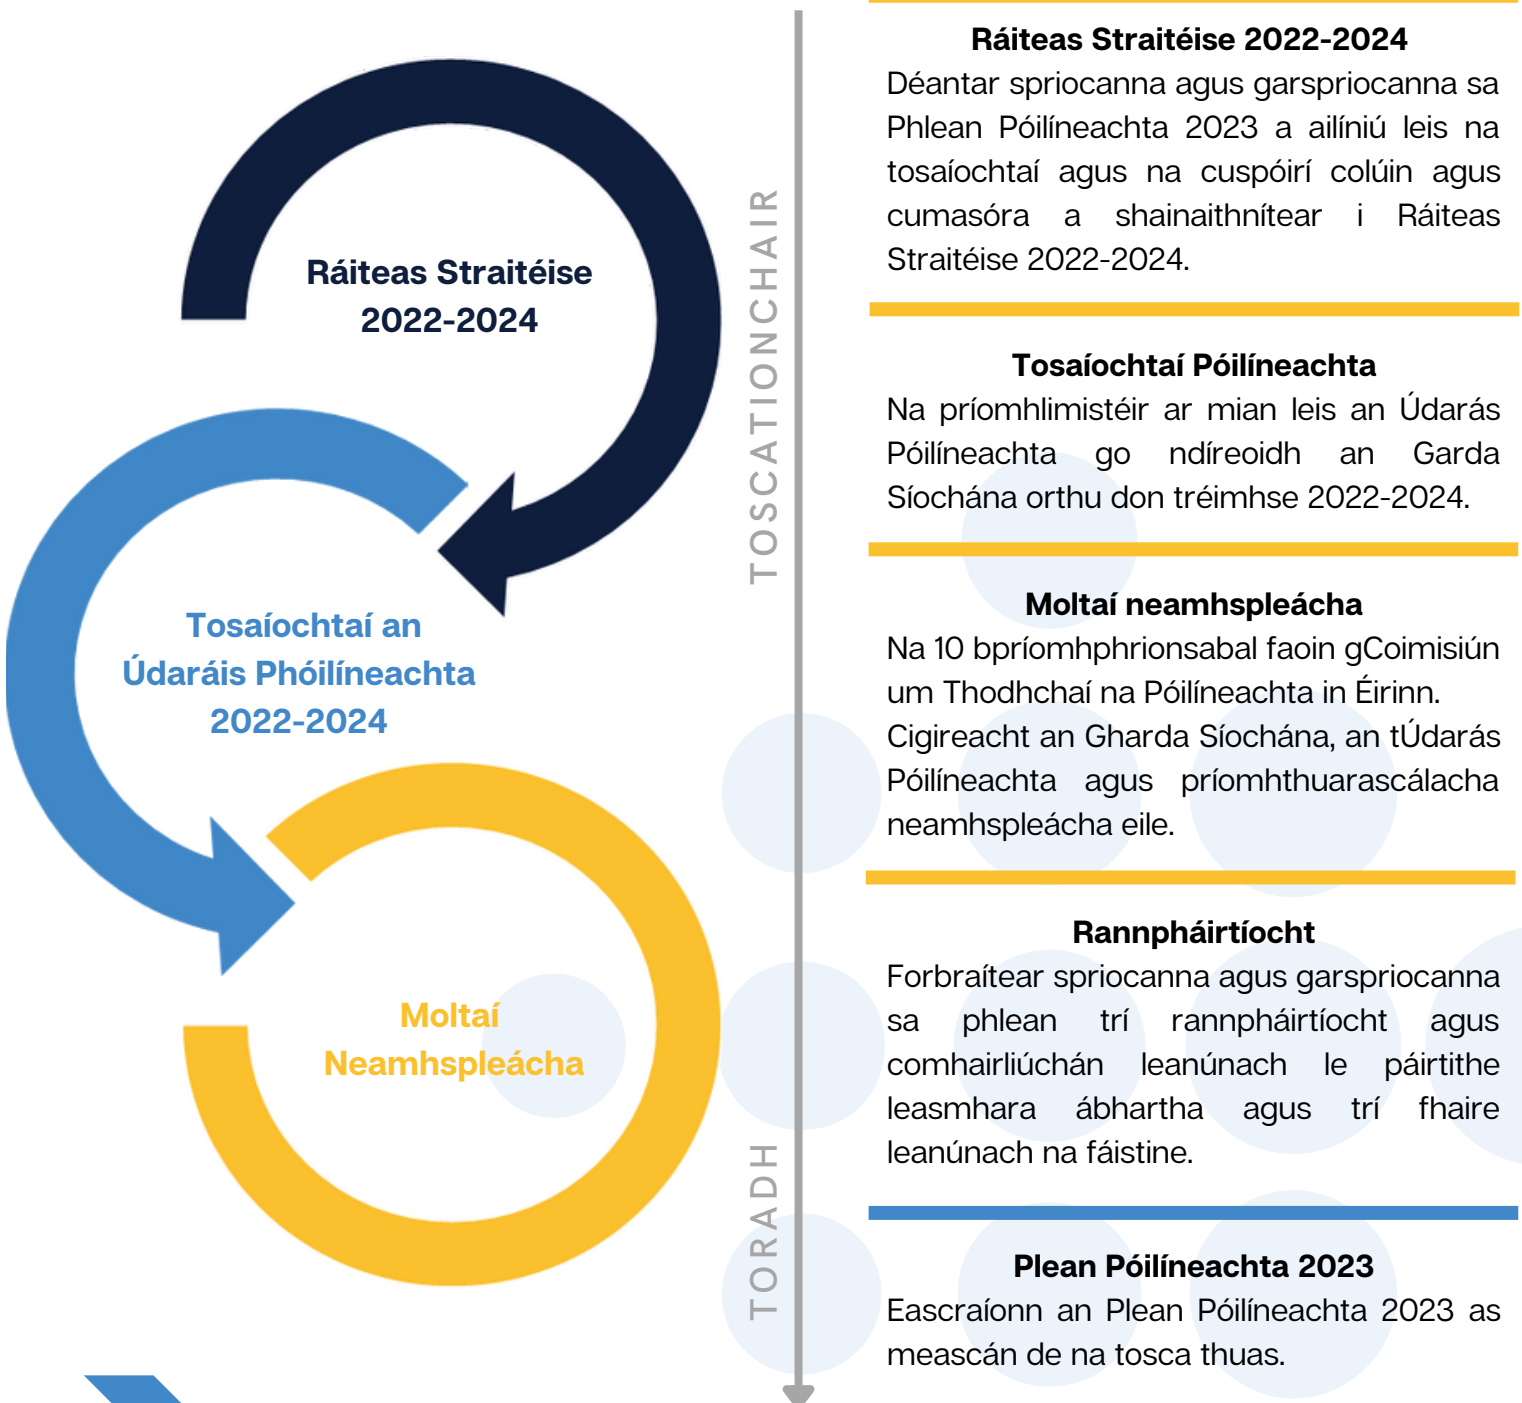 Ráiteas Straitéise
2022-2024
Tosaíochtaí an
Údaráis Phóilíneachta
2022-2024
Moltaí
Neamhspleácha
TOSCATIONCHAIR
TORADH
Ráiteas Straitéise 2022-2024
Déantar spriocanna agus garspriocanna sa
Phlean Póilíneachta 2023 a ailíniú leis na
tosaíochtaí agus na cuspóirí colúin agus
cumasóra a shainaithnítear i Ráiteas
Straitéise 2022-2024.
Tosaíochtaí Póilíneachta
Na príomhlimistéir ar mian leis an Údarás
Póilíneachta go ndíreoidh an Garda
Síochána orthu don tréimhse 2022-2024.
Moltaí neamhspleácha
Na 10 bpríomhphrionsabal faoin gCoimisiún
um Thodhchaí na Póilíneachta in Éirinn.
Cigireacht an Gharda Síochána, an tÚdarás
Póilíneachta agus príomhthuarascálacha
neamhspleácha eile.
Rannpháirtíocht
Forbraítear spriocanna agus garspriocanna
sa phlean trí rannpháirtíocht agus
comhairliúchán leanúnach le páirtithe
leasmhara ábhartha agus trí fhaire
leanúnach na fáistine.
Plean Póilíneachta 2023
Eascraíonn an Plean Póilíneachta 2023 as
meascán de na tosca thuas.